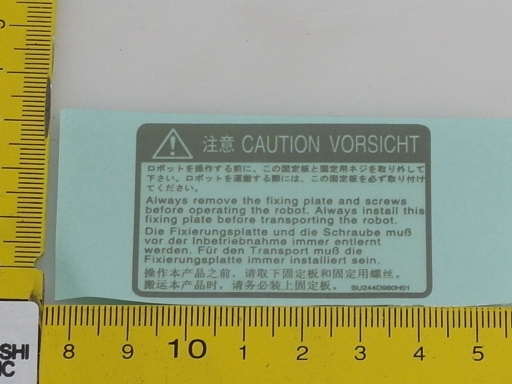 注意 CAUTION VORSICHT
ロボットを操作する前に、この固定板と固定用ネジを取り外して
下さい。ロボットを運搬する際には、この固定板を必ず取り付け
てください。
Always remove the fixing plate and screws
before operating the robot. Always install this
fixing plate before transporting the robot.
Die Fixierungsplatte und die Schraube muß
vor der Inbetriebnahme immer entfernt
werden. Für den Transport muß die
Fixierungsplatte immer installiert sein.
操作本产品之前，请取下固定板和固定用螺丝。
搬运本产品时，请务必装上固定板。 BU244D980H01
SHI
IC
8 9 10 1 2 3 4 5